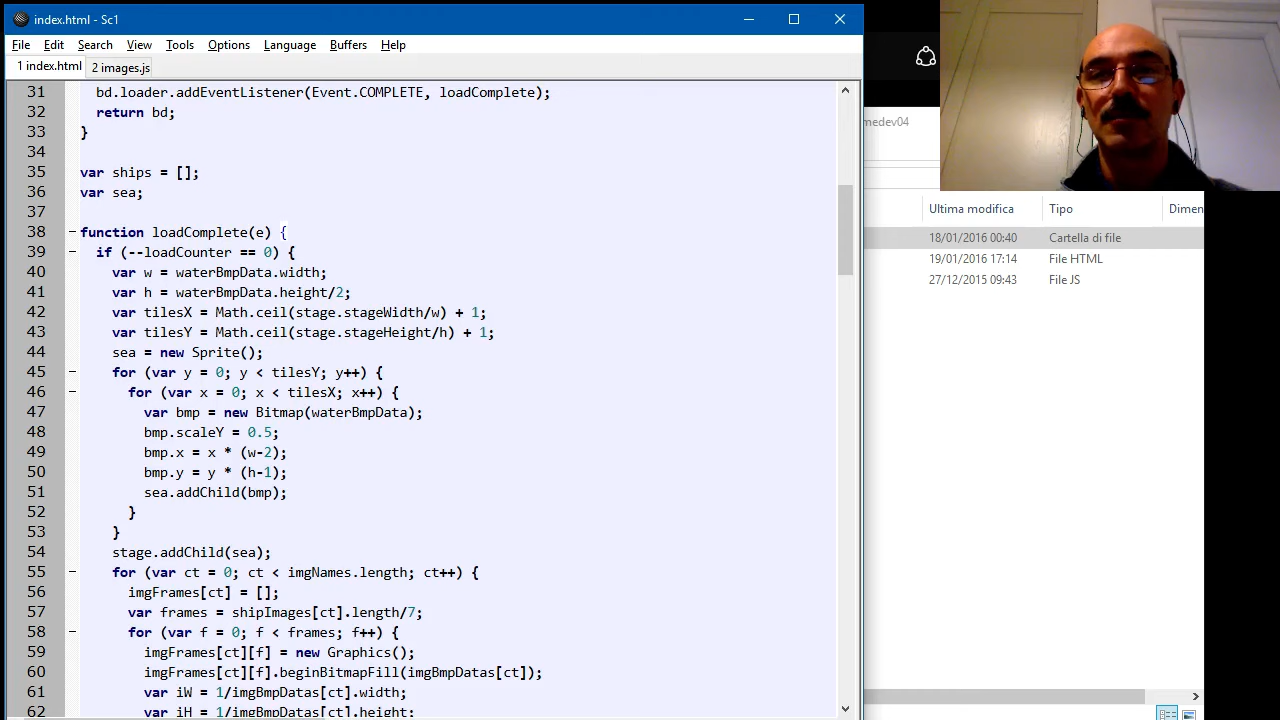 index.html - Sc1
File Edit Search View Tools Options Language Buffers Help
1 index.html 2 images.js
31 bd.loader.addEventListener(Event.COMPLETE, loadComplete);
32 return bd;
33 }
34
35 var ships = [];
36 var sea;
37
38 function loadComplete(e) {
39 if (--loadCounter == 0) {
40 var w = waterBmpData.width;
41 var h = waterBmpData.height/2;
42 var tilesX = Math.ceil(stage.stageWidth/w) + 1;
43 var tilesY = Math.ceil(stage.stageHeight/h) + 1;
44 sea = new Sprite();
45 for (var y = 0; y < tilesY; y++) {
46 for (var x = 0; x < tilesX; x++) {
47 var bmp = new Bitmap(waterBmpData);
48 bmp.scaleY = 0.5;
49 bmp.x = x * (w-2);
50 bmp.y = y * (h-1);
51 sea.addChild(bmp);
52 }
53 }
54 stage.addChild(sea);
55 for (var ct = 0; ct < imgNames.length; ct++) {
56 imgFrames[ct] = [];
57 var frames = shipImages[ct].length/7;
58 for (var f = 0; f < frames; f++) {
59 imgFrames[ct][f] = new Graphics();
60 imgFrames[ct][f].beginBitmapFill(imgBmpDatas[ct]);
61 var iW = 1/imgBmpDatas[ct].width;
62 var iH = 1/imgBmpDatas[ct].height;
medev04
Ultima modifica Tipo Dimen
18/01/2016 00:40 Cartella di file
19/01/2016 17:14 File HTML
27/12/2015 09:43 File JS